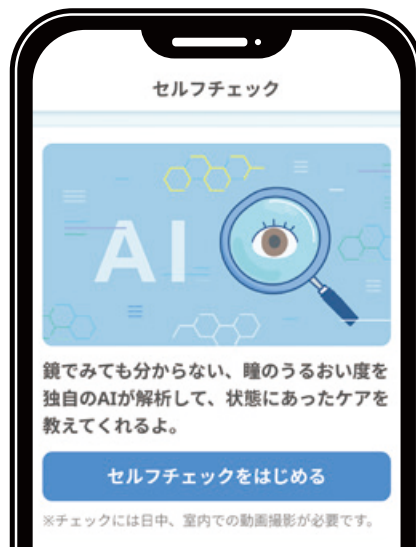 セルフチェック
AI
鏡でみても分からない、瞳のうるおい度を
独自のAIが解析して、状態にあったケアを
教えてくれるよ。
セルフチェックをはじめる
※チェックには日中、室内での動画撮影が必要です。